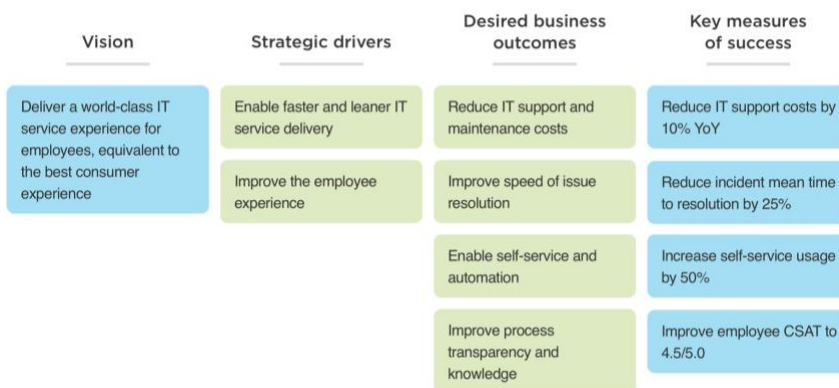 Vision
Strategic drivers
Desired business
outcomes
Key measures
of success
Deliver a world-class IT
service experience for
employees, equivalent to
the best consumer
experience
Enable faster and leaner IT
service delivery
Improve the employee
experience
Reduce IT support and
maintenance costs
Improve speed of issue
resolution
Enable self-service and
automation
Improve process
transparency and
knowledge
Reduce IT support costs by
10% YoY
Reduce incident mean time
to resolution by 25%
Increase self-service usage
by 50%
Improve employee CSAT to
4.5/5.0